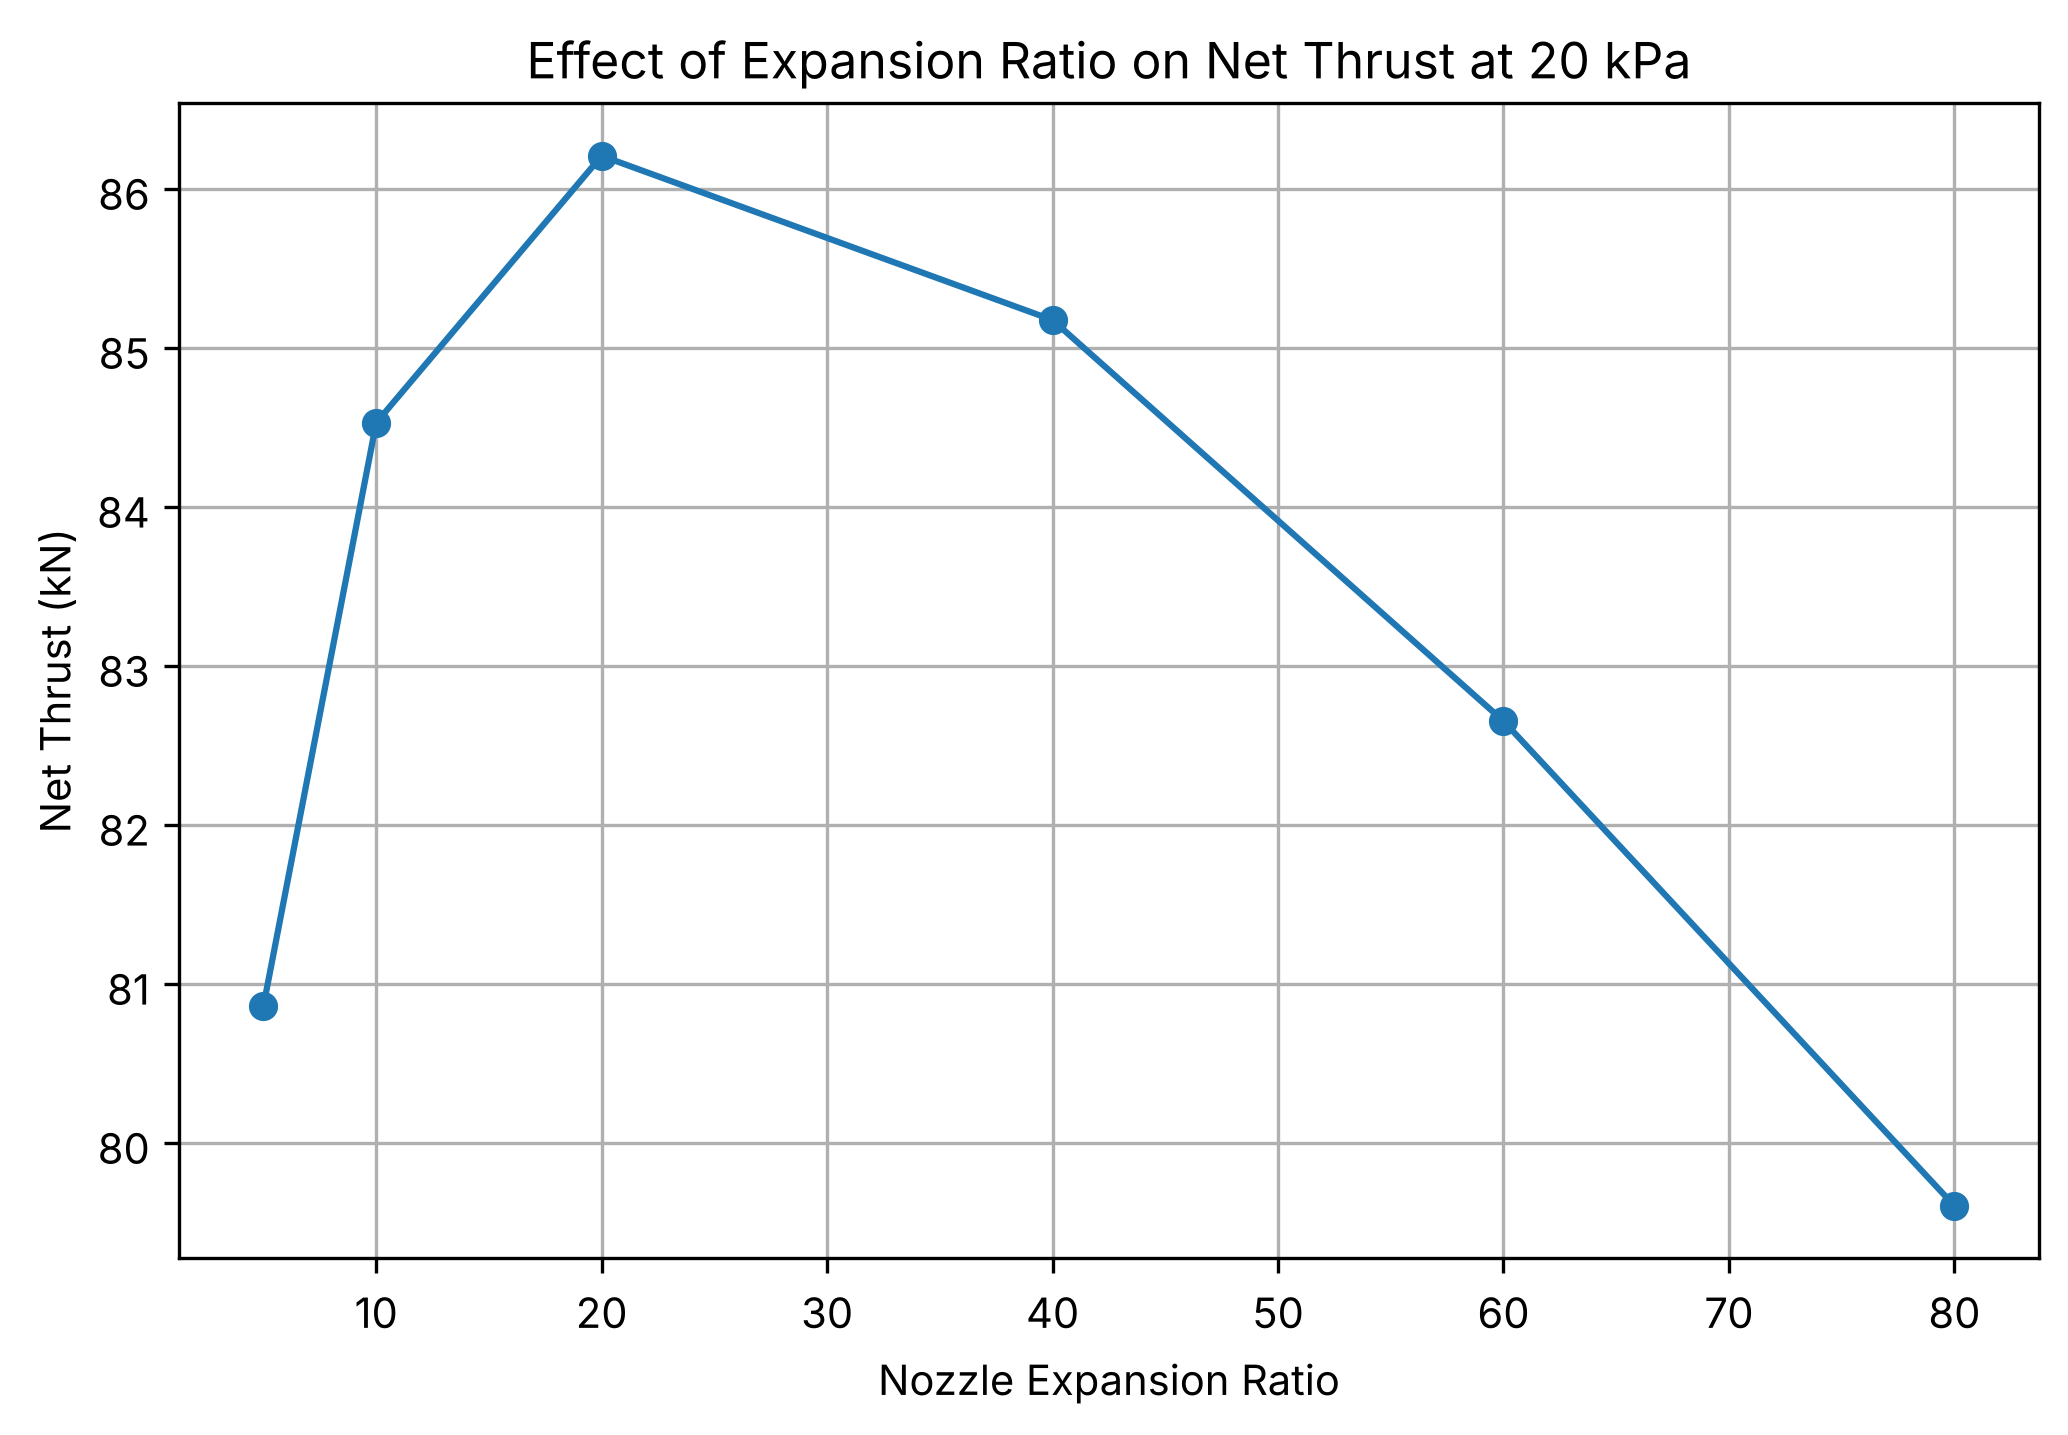 Effect of Expansion Ratio on Net Thrust at 20 kPa
Net Thrust (kN)
86
85
84
83
82
81
80
10 20 30 40 50 60 70 80
Nozzle Expansion Ratio